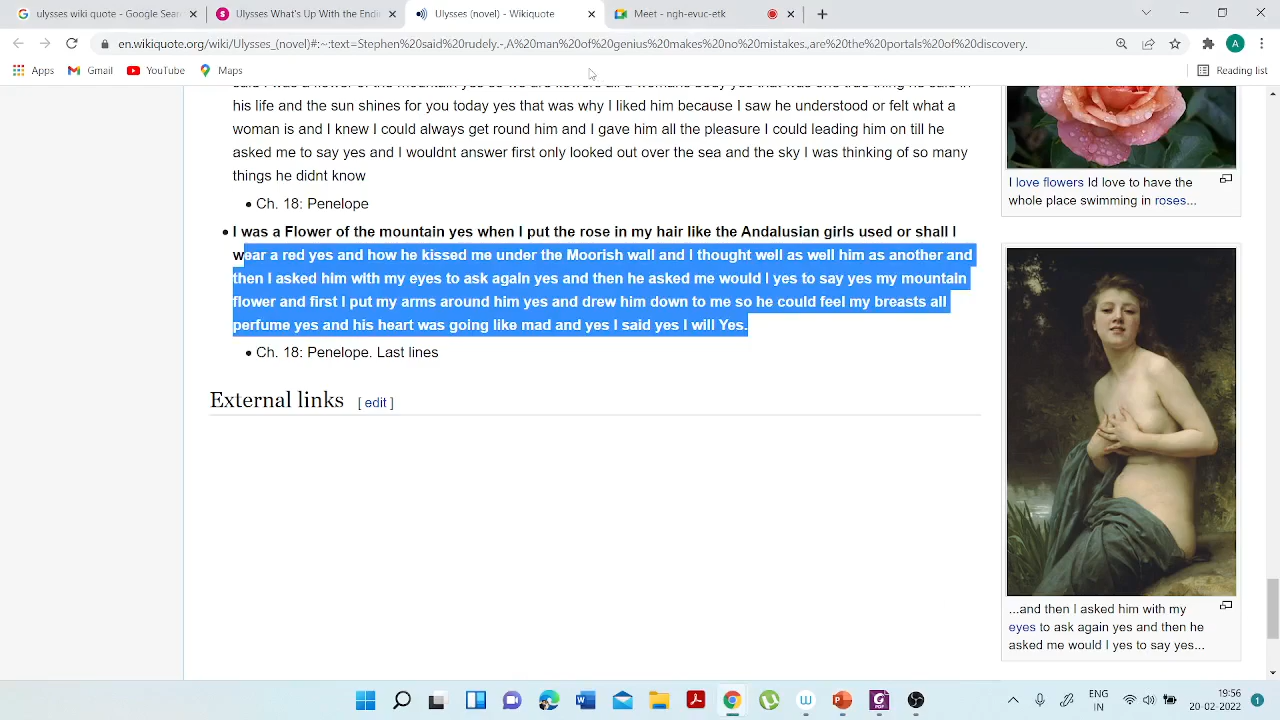 ulysses wiki quote - Google Sear
Ulysses What's Up With the Endin
Ulysses (novel) - Wikiquote
Meet - ngh-evuc-etk
en.wikiquote.org/wiki/Ulysses_(novel)#:~:text=Stephen%20said%20rudely.-,A%20man%20of%20genius%20makes%20no%20mistake,are%20the%20portals%20of%20discovery.
A
Apps
Gmail
YouTube
Maps
Reading list
his life and the sun shines for you today yes that was why I liked him because I saw he understood or felt what a
woman is and I knew I could always get round him and I gave him all the pleasure I could leading him on till he
asked me to say yes and I wouldnt answer first only looked out over the sea and the sky I was thinking of so many
things he didnt know
• Ch. 18: Penelope
• I was a Flower of the mountain yes when I put the rose in my hair like the Andalusian girls used or shall I
wear a red yes and how he kissed me under the Moorish wall and I thought well as well him as another and
then I asked him with my eyes to ask again yes and then he asked me would I yes to say yes my mountain
flower and first I put my arms around him yes and drew him down to me so he could feel my breasts all
perfume yes and his heart was going like mad and yes I said yes I will Yes.
• Ch. 18: Penelope. Last lines
External links [ edit ]
I love flowers Id love to have the
whole place swimming in roses...
...and then I asked him with my
eyes to ask again yes and then he
asked me would I yes to say yes...
ENG
IN
19:56
20-02-2022
1